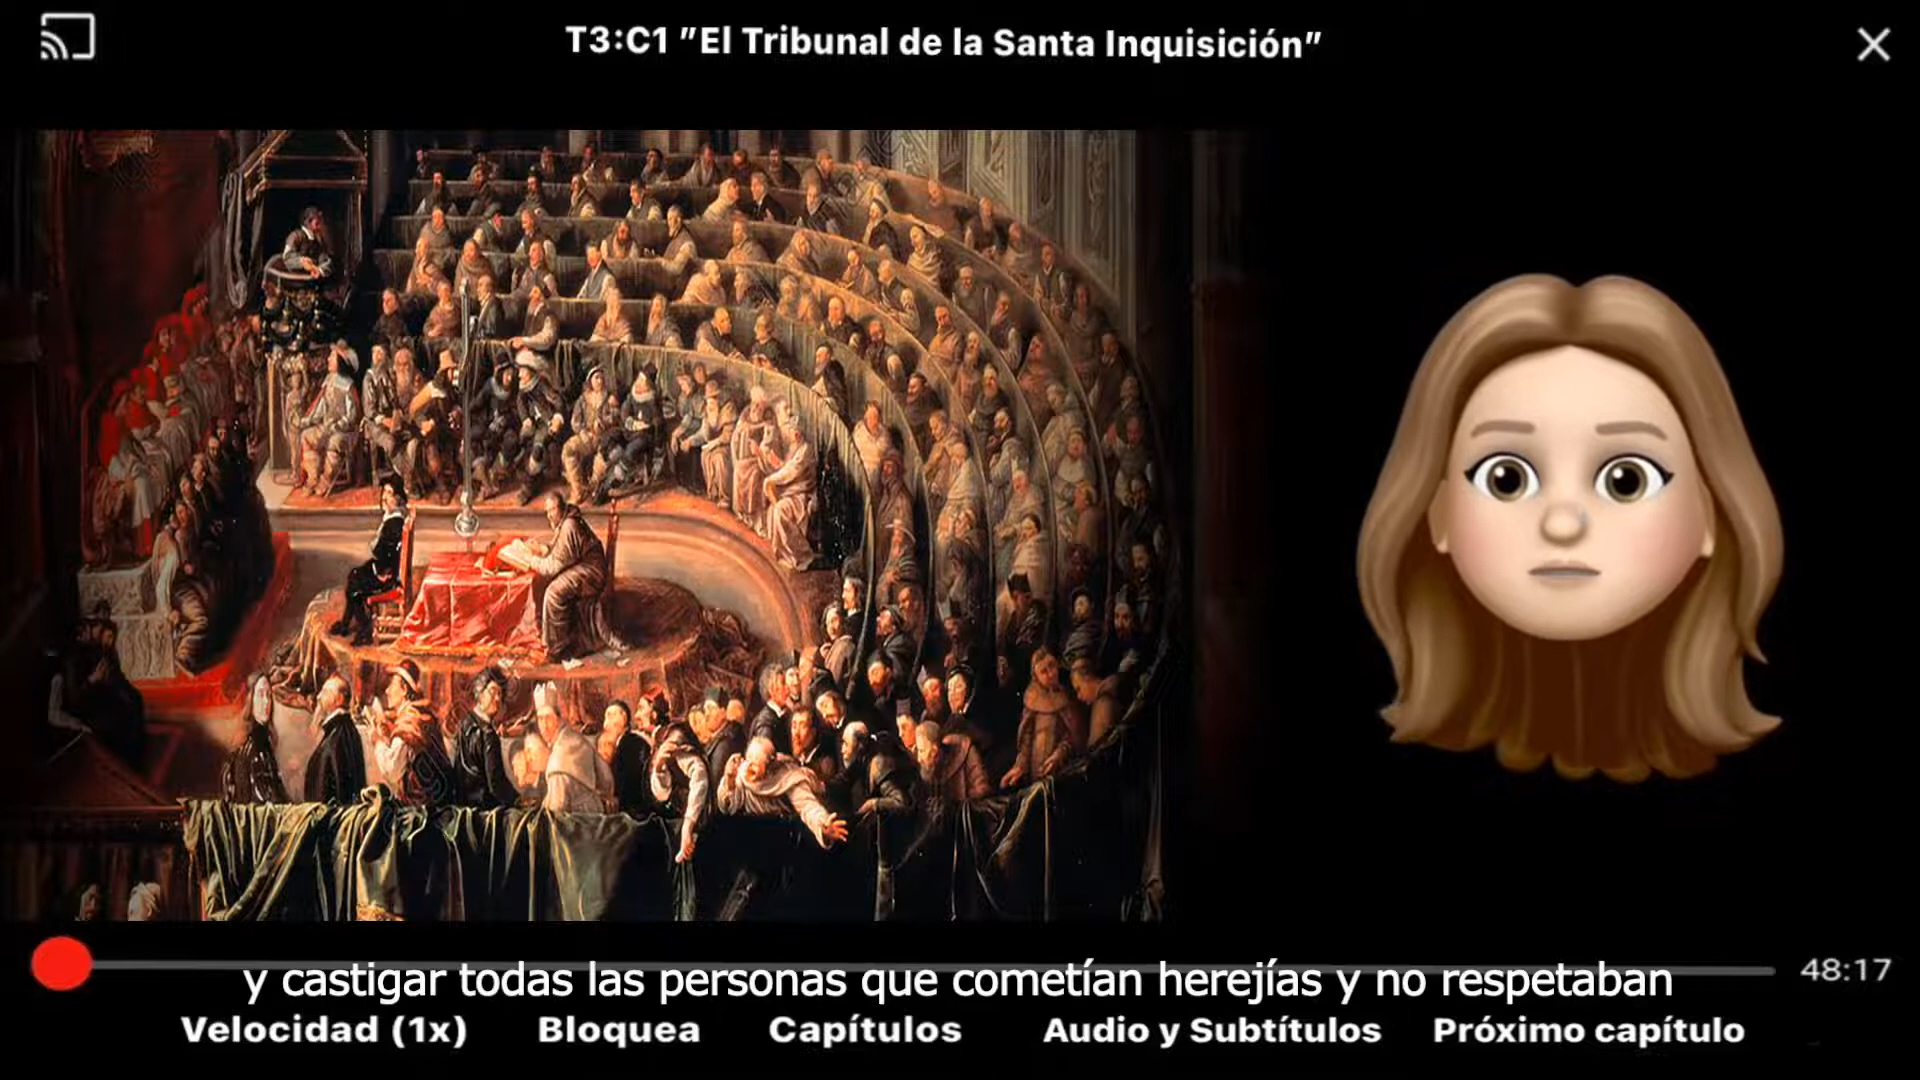 T3:C1 "El Tribunal de la Santa Inquisición"
y castigar todas las personas que cometían herejías y no respetaban
48:17
Velocidad (1x) Bloquea Capítulos Audio y Subtítulos Próximo capítulo